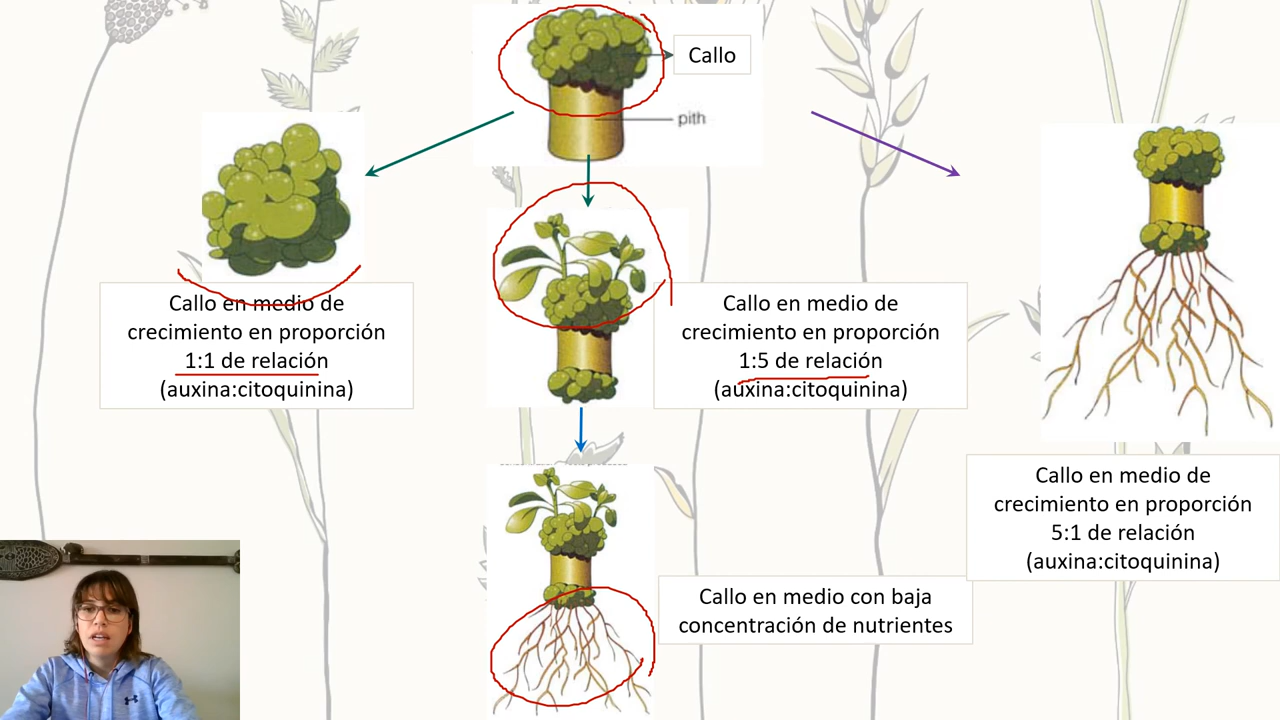 Callo
pith
Callo en medio de
crecimiento en proporción
1:1 de relación
(auxina:citoquinina)
Callo en medio de
crecimiento en proporción
1:5 de relación
(auxina:citoquinina)
Callo en medio de
crecimiento en proporción
5:1 de relación
(auxina:citoquinina)
Callo en medio con baja
concentración de nutrientes